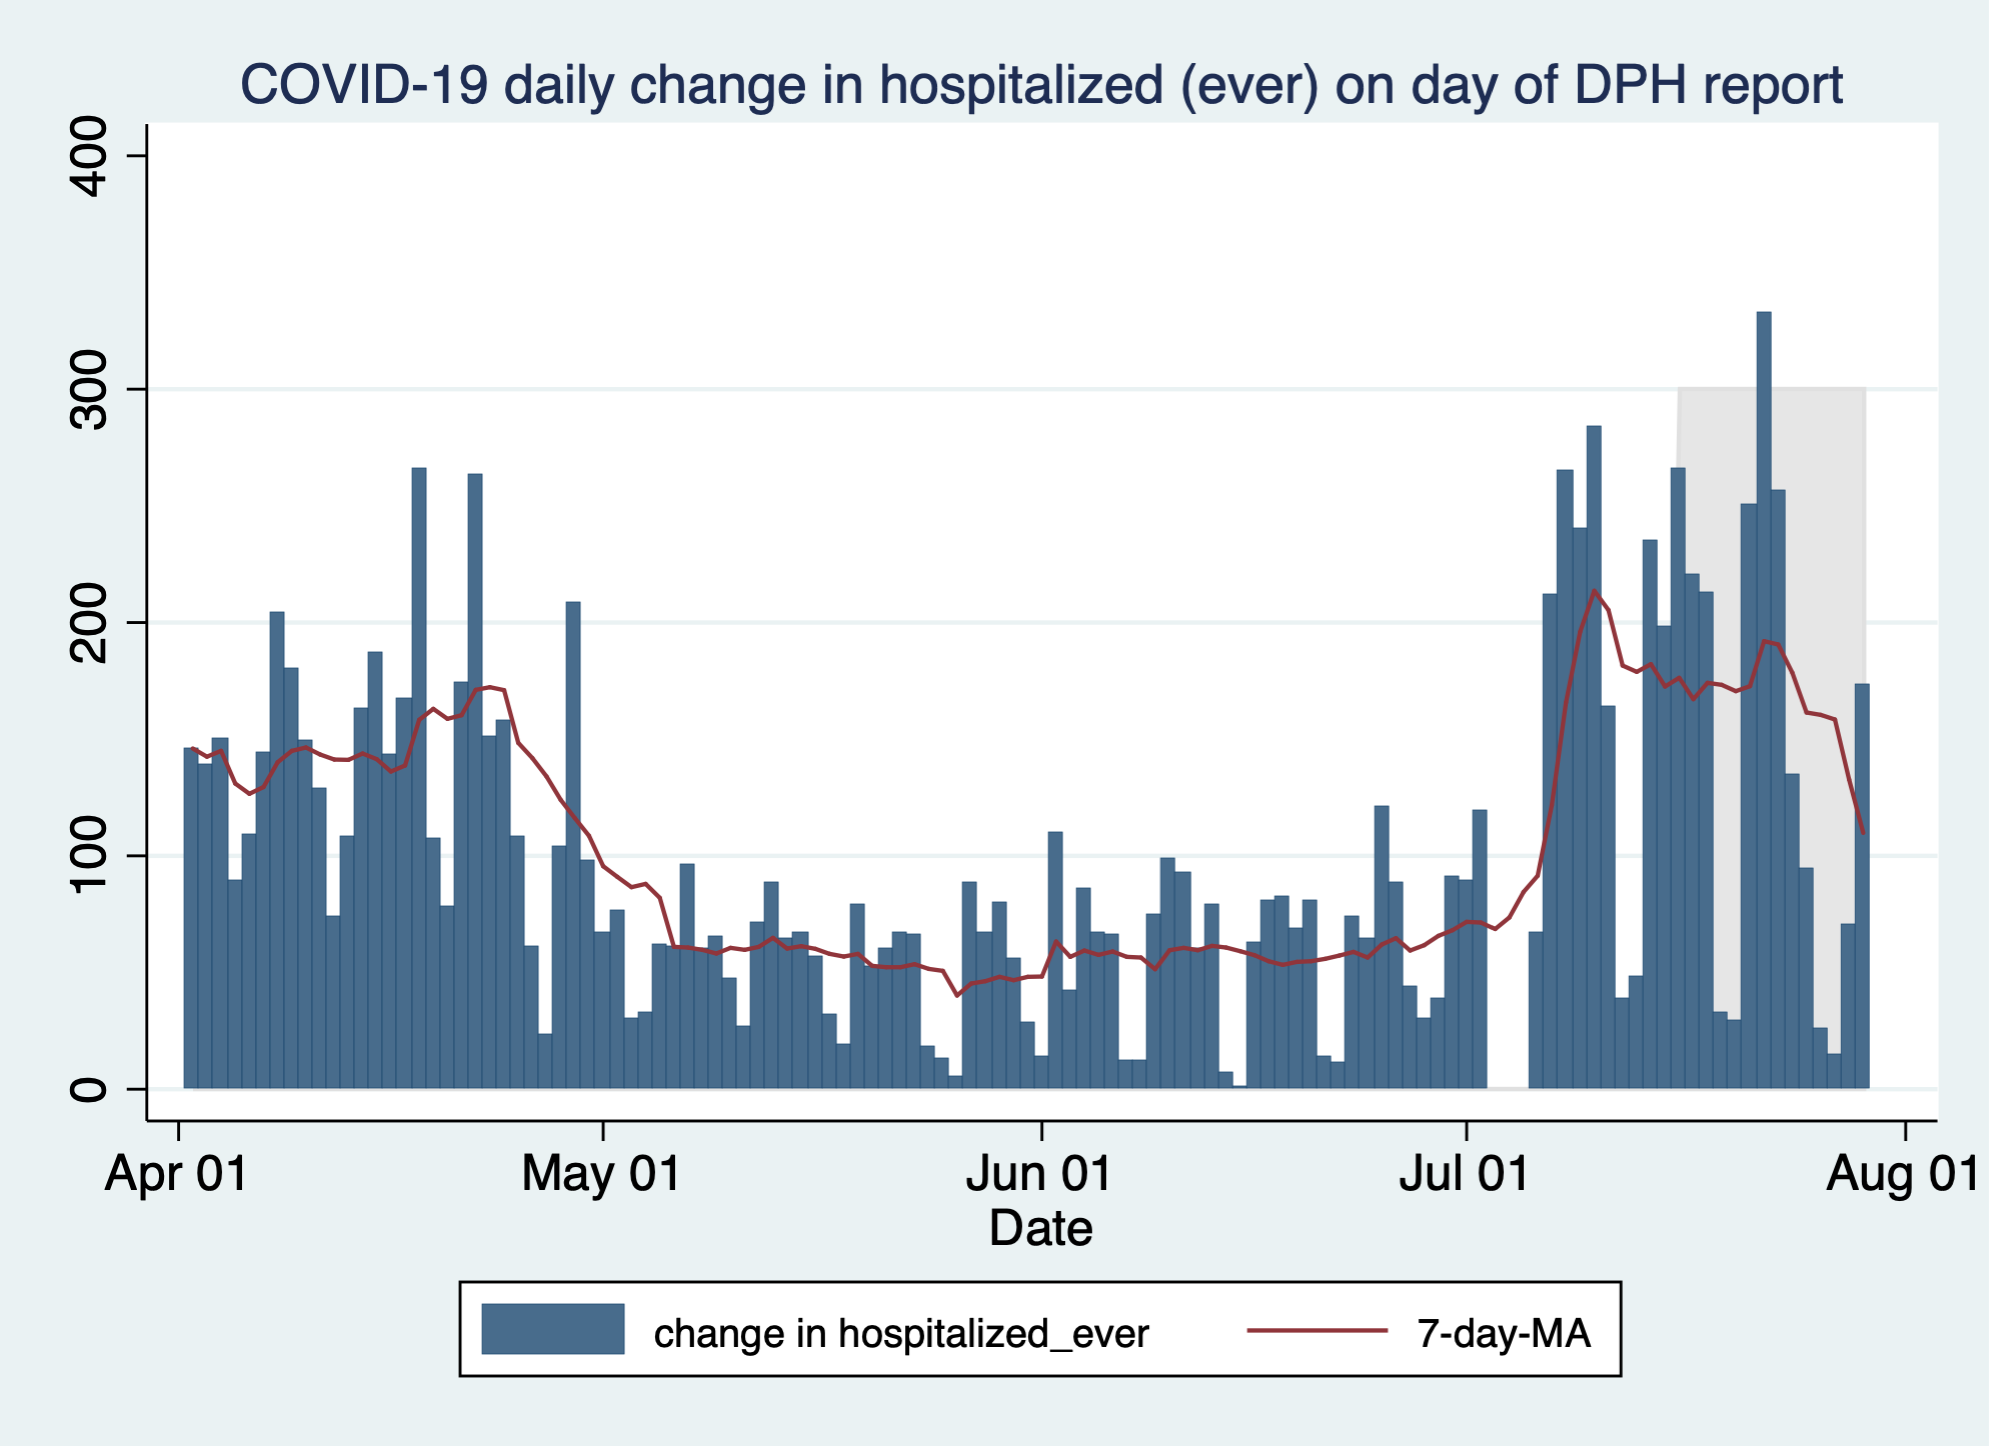 COVID-19 daily change in hospitalized (ever) on day of DPH report
400
300
200
100
0
Apr 01 May 01 Jun 01 Jul 01 Aug 01
Date
change in hospitalized_ever 7-day-MA